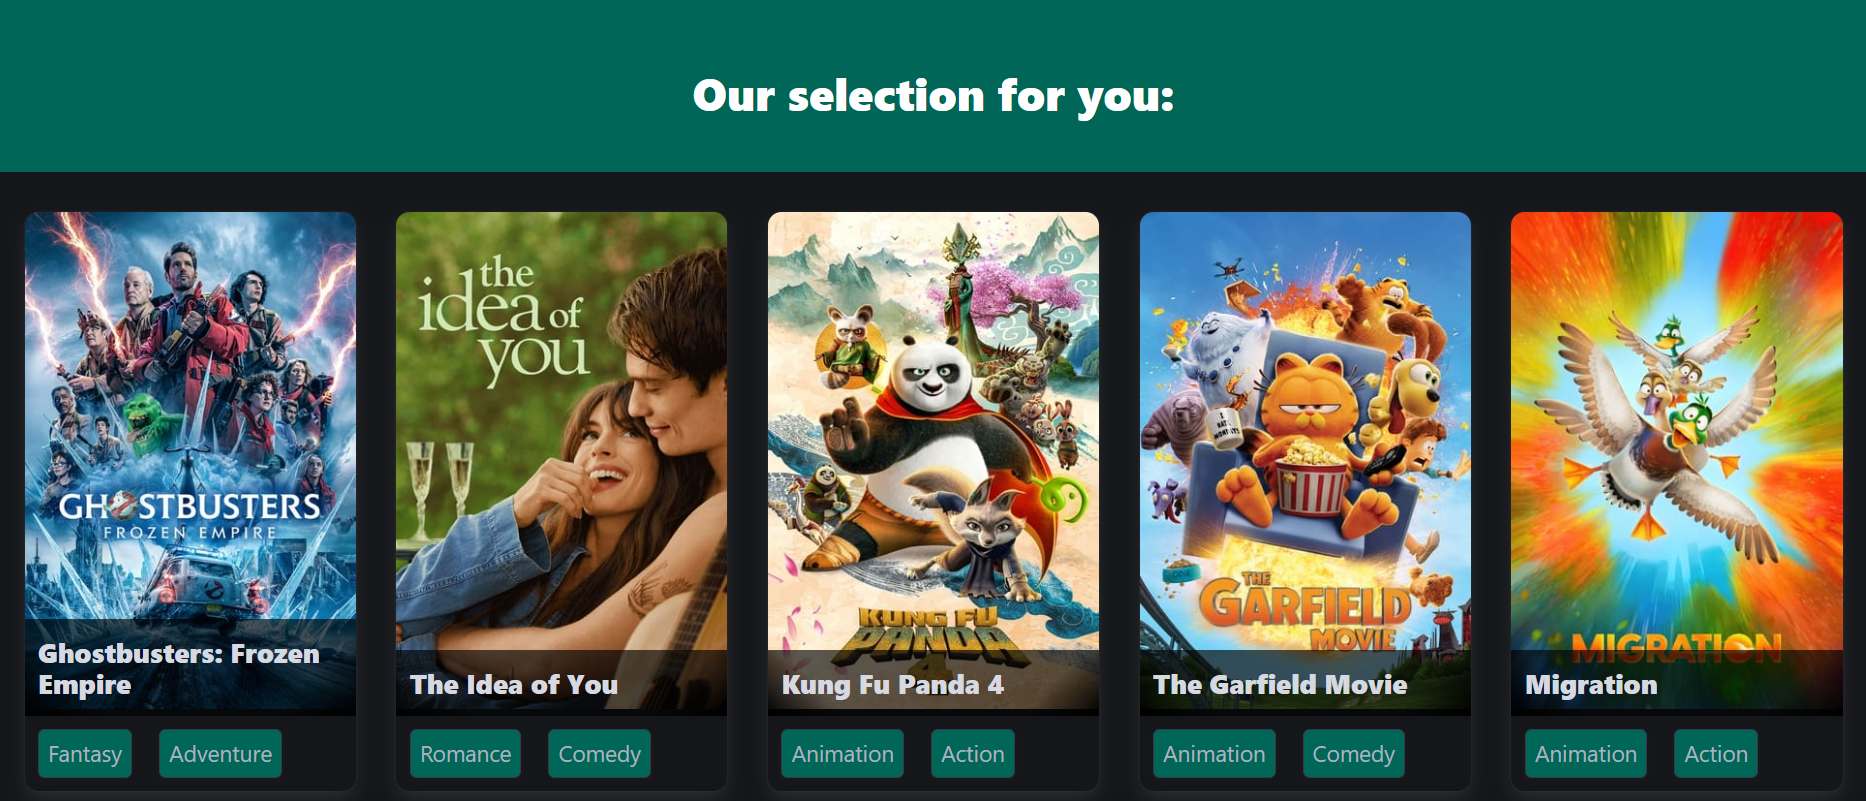 Our selection for you:
GHOSTBUSTERS
FROZEN EMPIRE
Ghostbusters: Frozen
Empire
Fantasy Adventure
the
idea of
you
The Idea of You
Romance Comedy
KUNG FU
PANDA
4
Kung Fu Panda 4
Animation Action
I
HATE
MONDAYS
THE
GARFIELD
MOVIE
The Garfield Movie
Animation Comedy
MIGRATION
Migration
Animation Action